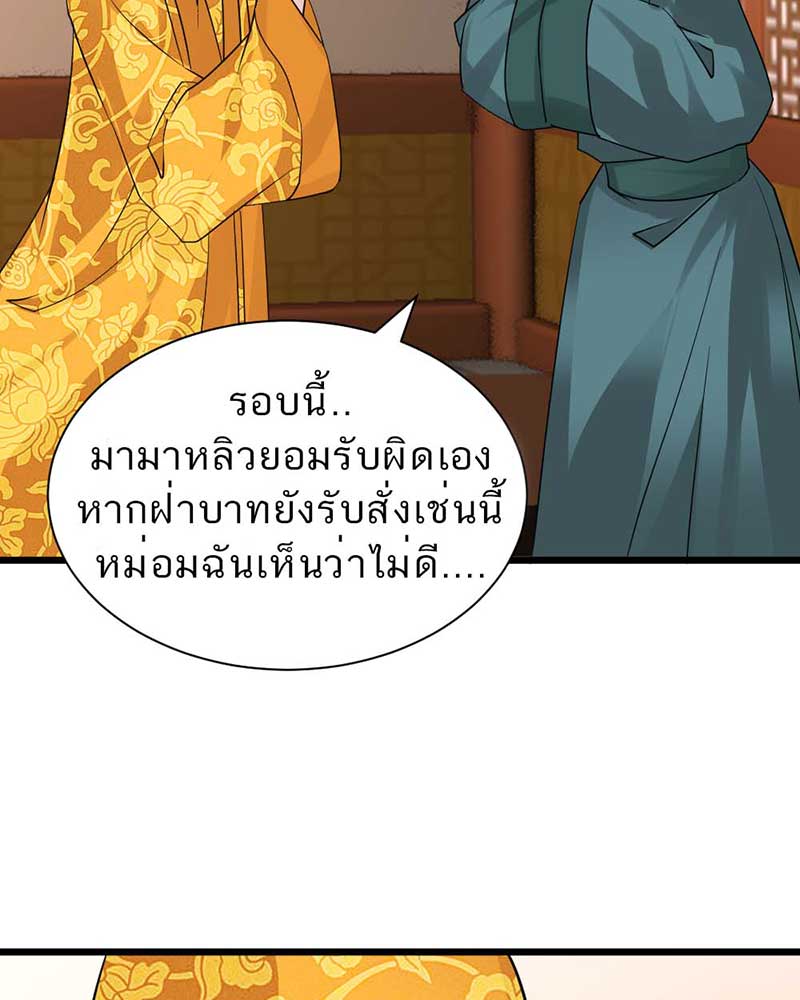 รอบนี้..
มามาหลิวยอมรับผิดเอง
หากฝ่าบาทยังรับสั่งเช่นนี้
หม่อมฉันเห็นว่าไม่ดี....